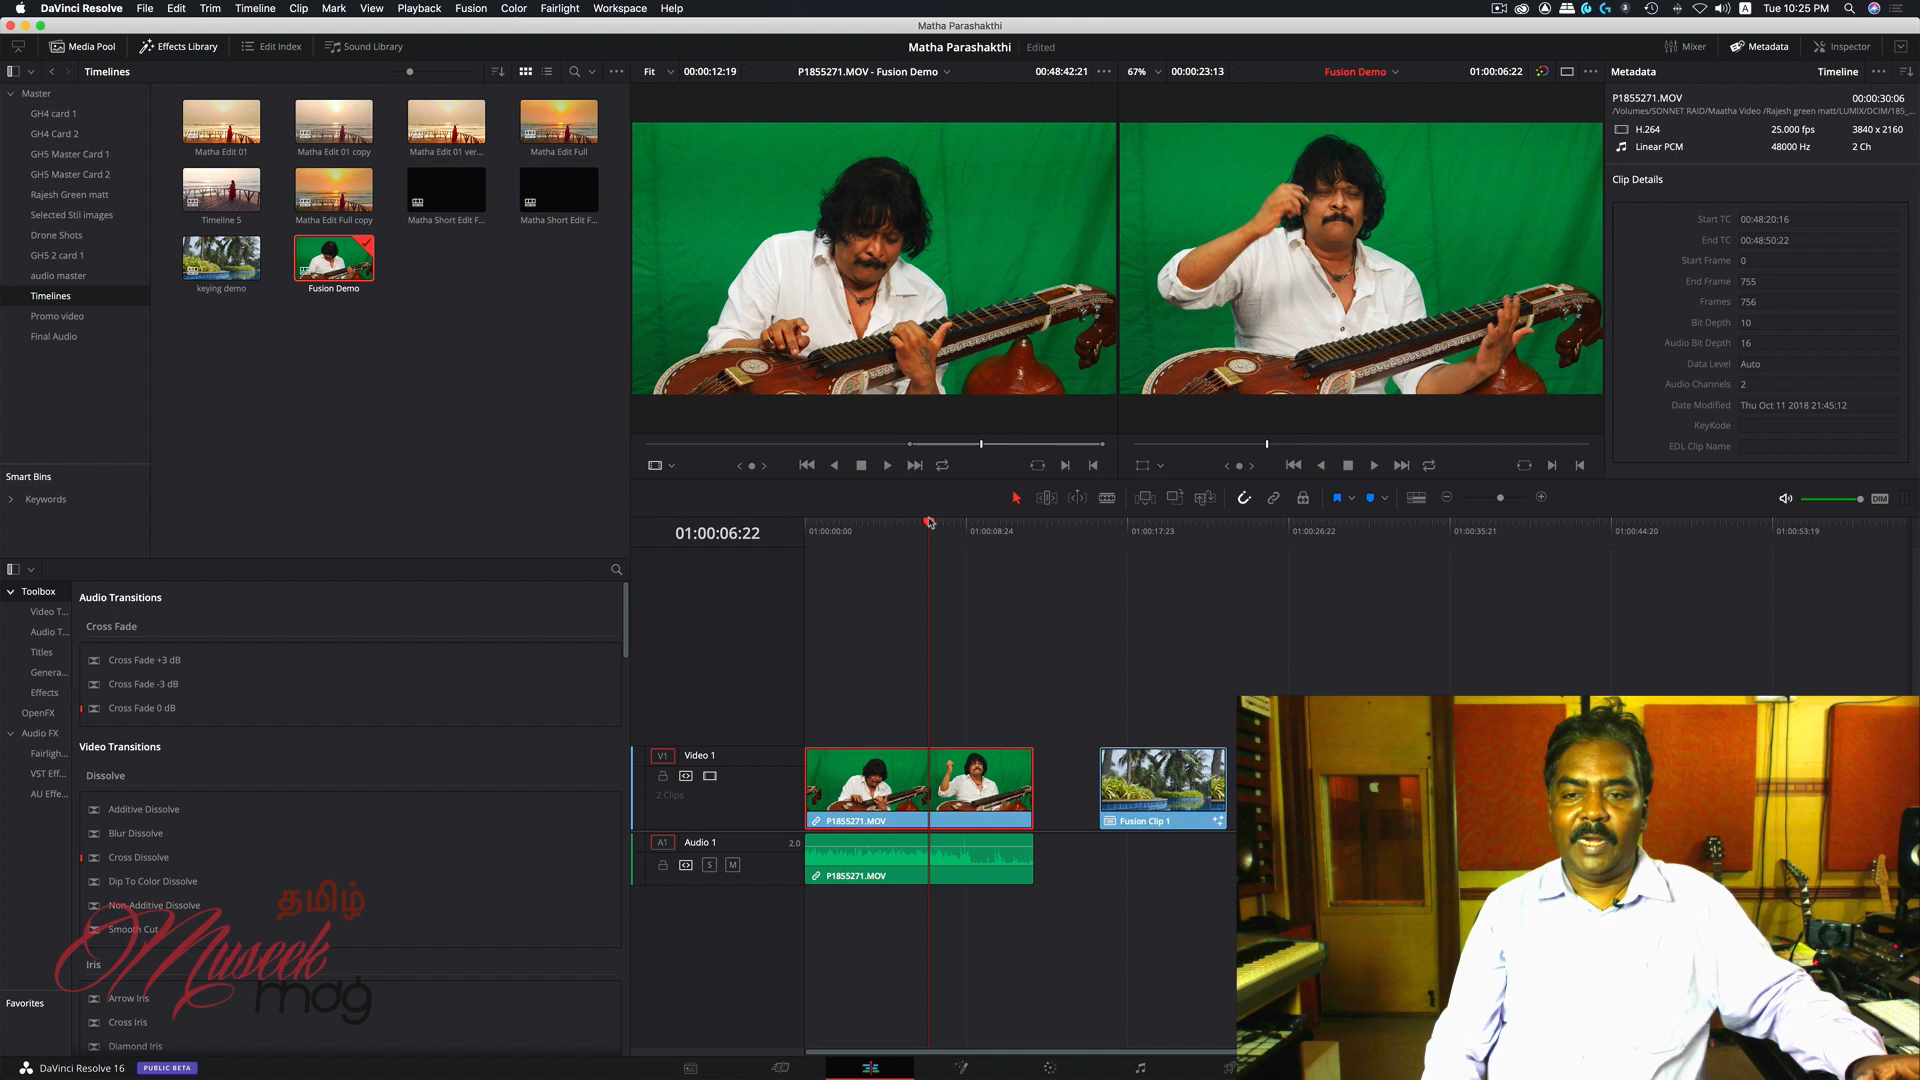 DaVinci Resolve File Edit Trim Timeline Clip Mark View Playback Fusion Color Fairlight Workspace Help
Tue 10:25 PM
Matha Parashakthi
Media Pool Effects Library Edit Index Sound Library
Matha Parashakthi Edited
Mixer Metadata Inspector
Timelines
Fit 00:00:12:19 P1855271.MOV - Fusion Demo 00:48:42:21
67% 00:00:23:13 Fusion Demo 01:00:06:22
Metadata Timeline
Master
GH4 card 1
GH4 Card 2
GH5 Master Card 1
GH5 Master Card 2
Rajesh Green matt
Selected Stil images
Drone Shots
GH5 2 card 1
audio master
Timelines
Promo video
Final Audio
Smart Bins
Keywords
Matha Edit 01
Matha Edit 01 copy
Matha Edit 01 ver...
Matha Edit Full
Timeline 5
Matha Edit Full copy
Matha Short Edit F...
Matha Short Edit F...
keying demo
Fusion Demo
P1855271.MOV 00:00:30:06
/Volumes/SONNET RAID/Maatha Video /Rajesh green matt/LUMIX/DCIM/185_...
H.264 25.000 fps 3840 x 2160
Linear PCM 48000 Hz 2 Ch
Clip Details
Start TC 00:48:20:16
End TC 00:48:50:22
Start Frame 0
End Frame 755
Frames 756
Bit Depth 10
Audio Bit Depth 16
Data Level Auto
Audio Channels 2
Date Modified Thu Oct 11 2018 21:45:12
KeyKode
EDL Clip Name
DIM
01:00:06:22
01:00:00:00 01:00:08:24 01:00:17:23 01:00:26:22 01:00:35:21 01:00:44:20 01:00:53:19
Toolbox
Video T...
Audio T...
Titles
Genera...
Effects
OpenFX
Audio FX
Fairligh...
VST Eff...
AU Effe...
Favorites
Audio Transitions
Cross Fade
Cross Fade +3 dB
Cross Fade -3 dB
Cross Fade 0 dB
Video Transitions
Dissolve
Additive Dissolve
Blur Dissolve
Cross Dissolve
Dip To Color Dissolve
Non-Additive Dissolve
Smooth Cut
Iris
Arrow Iris
Cross Iris
Diamond Iris
தமிழ்
Museek
mag
V1 Video 1
2 Clips
P1855271.MOV
Fusion Clip 1
A1 Audio 1 2.0
S M
P1855271.MOV
DaVinci Resolve 16 PUBLIC BETA